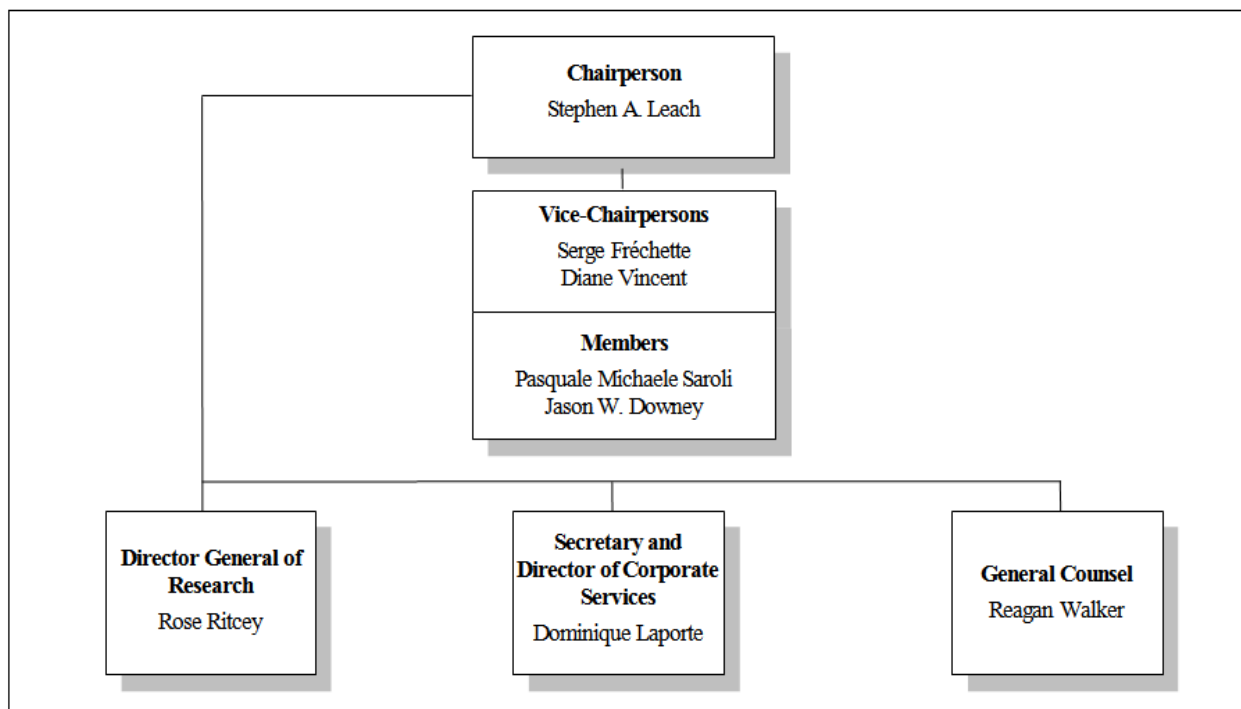 Chairperson
Stephen A. Leach
Vice-Chairpersons
Serge Fréchette
Diane Vincent
Members
Pasquale Michaele Saroli
Jason W. Downey
Director General of
Research
Rose Ritcey
Secretary and
Director of Corporate
Services
Dominique Laporte
General Counsel
Reagan Walker